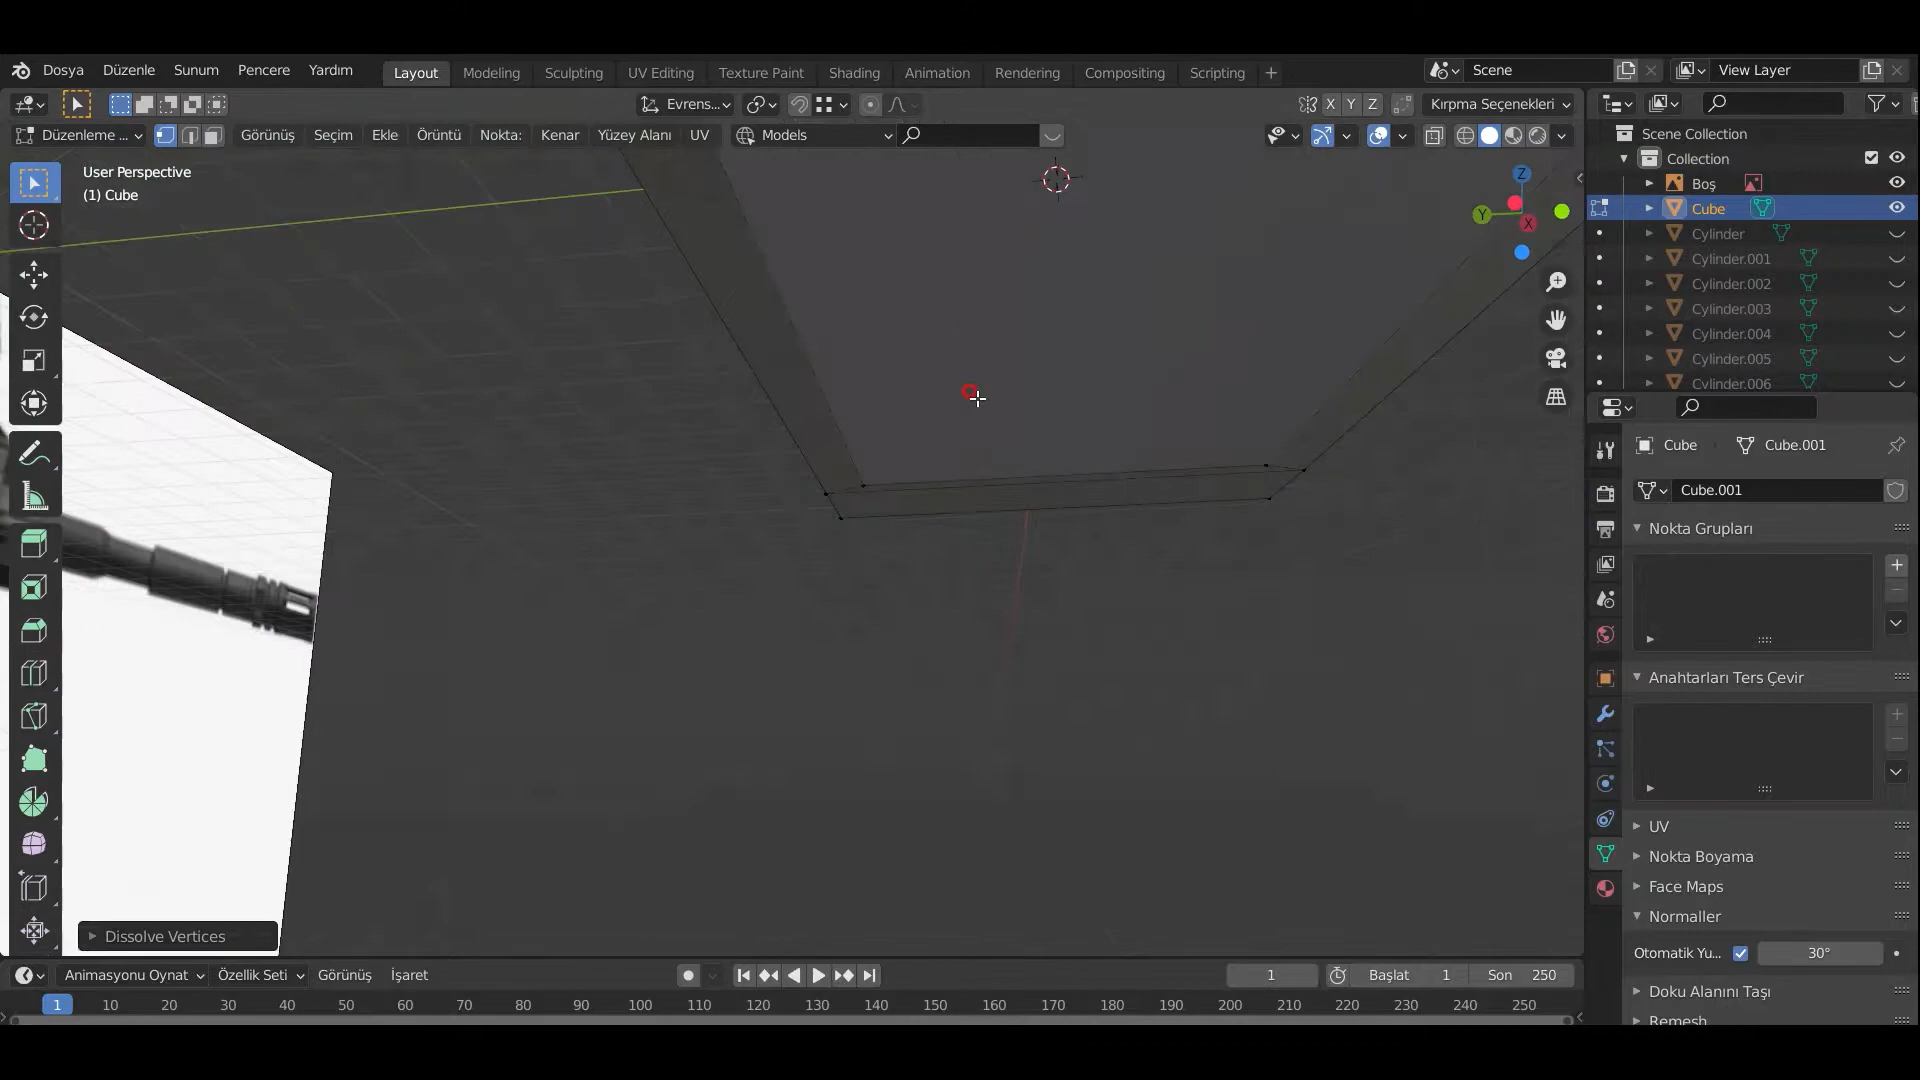 Dosya Düzenle Sunum Pencere Yardım Layout Modeling Sculpting UV Editing Texture Paint Shading Animation Rendering Compositing Scripting + Scene View Layer
Evrens... X Y Z Kırpma Seçenekleri
Düzenleme ... Görünüş Seçim Ekle Örüntü Nokta: Kenar Yüzey Alanı UV Models
User Perspective
(1) Cube
Z
Y
X
Scene Collection
Collection
Boş
Cube
Cylinder
Cylinder.001
Cylinder.002
Cylinder.003
Cylinder.004
Cylinder.005
Cylinder.006
Cube Cube.001
Cube.001
Nokta Grupları
Anahtarları Ters Çevir
UV
Nokta Boyama
Face Maps
Normaller
Otomatik Yu... 30°
Doku Alanını Taşı
Remesh
Dissolve Vertices
Animasyonu Oynat Özellik Seti Görünüş İşaret 1 Başlat 1 Son 250
1 10 20 30 40 50 60 70 80 90 100 110 120 130 140 150 160 170 180 190 200 210 220 230 240 250